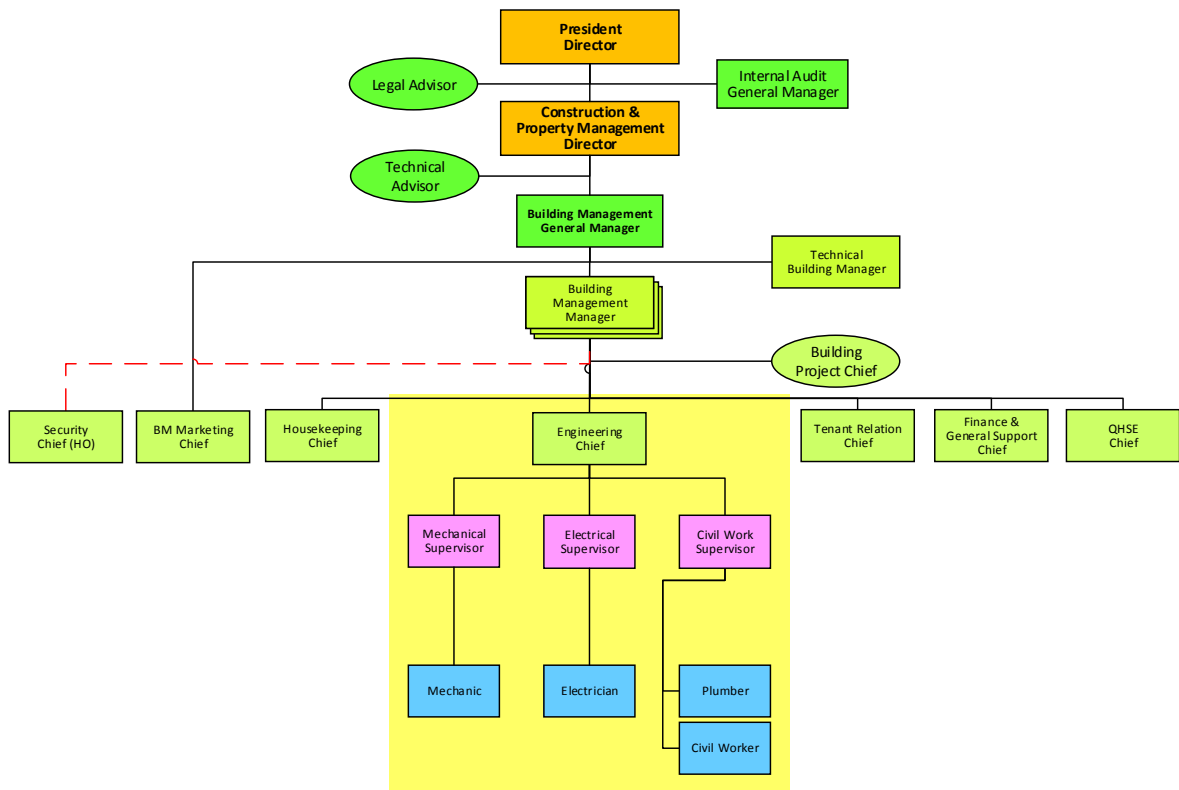 President
Director
Legal Advisor
Internal Audit
General Manager
Construction &
Property Management
Director
Technical
Advisor
Building Management
General Manager
Technical
Building Manager
Building
Management
Manager
Building
Project Chief
Security
Chief (HO)
BM Marketing
Chief
Housekeeping
Chief
Engineering
Chief
Tenant Relation
Chief
Finance &
General Support
Chief
QHSE
Chief
Mechanical
Supervisor
Electrical
Supervisor
Civil Work
Supervisor
Mechanic
Electrician
Plumber
Civil Worker